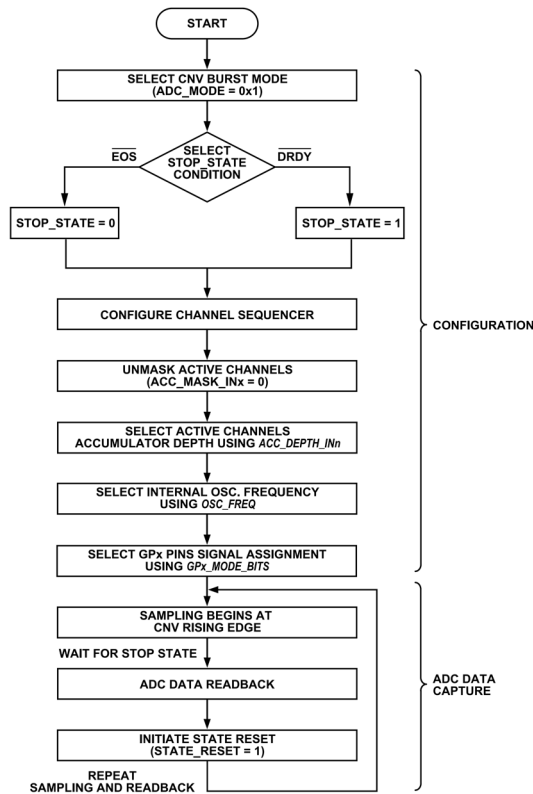 START
SELECT CNV BURST MODE
(ADC_MODE = 0x1)
SELECT
STOP_STATE
CONDITION
EOS
DRDY
STOP_STATE = 0
STOP_STATE = 1
CONFIGURE CHANNEL SEQUENCER
UNMASK ACTIVE CHANNELS
(ACC_MASK_INx = 0)
SELECT ACTIVE CHANNELS
ACCUMULATOR DEPTH USING ACC_DEPTH_INn
SELECT INTERNAL OSC. FREQUENCY
USING OSC_FREQ
SELECT GPx PINS SIGNAL ASSIGNMENT
USING GPx_MODE_BITS
CONFIGURATION
SAMPLING BEGINS AT
CNV RISING EDGE
WAIT FOR STOP STATE
ADC DATA READBACK
INITIATE STATE RESET
(STATE_RESET = 1)
REPEAT
SAMPLING AND READBACK
ADC DATA
CAPTURE